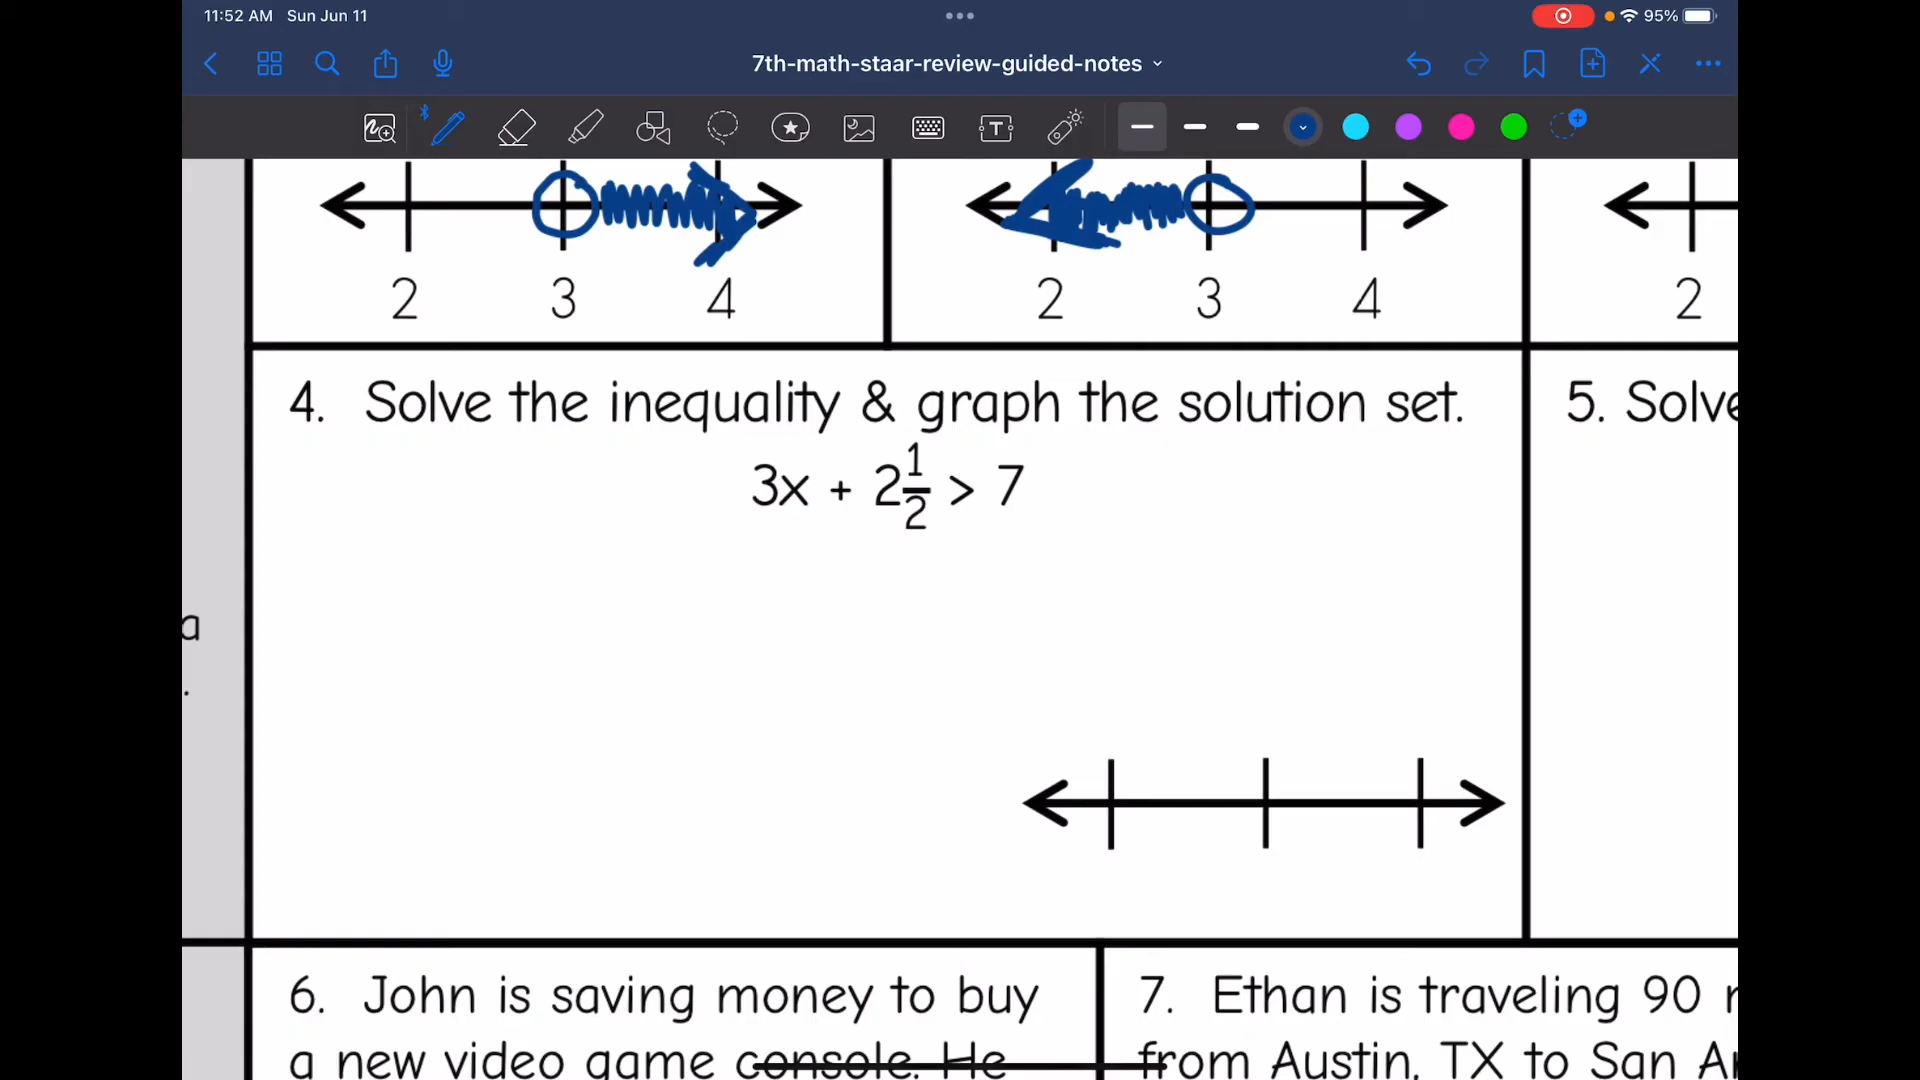 11:52 AM Sun Jun 11
95%
7th-math-staar-review-guided-notes
T
2 3 4
2 3 4
2
4. Solve the inequality & graph the solution set.
3x + 2 1/2 > 7
5. Solve
a
.
6. John is saving money to buy
a new video game console. He
7. Ethan is traveling 90
from Austin, TX to San